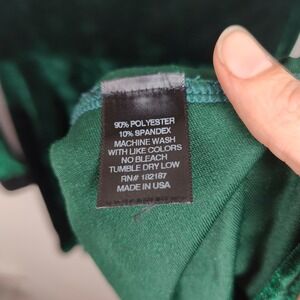 90% POLYESTER
10% SPANDEX
MACHINE WASH
WITH LIKE COLORS
NO BLEACH
TUMBLE DRY LOW
RN# 182187
MADE IN USA